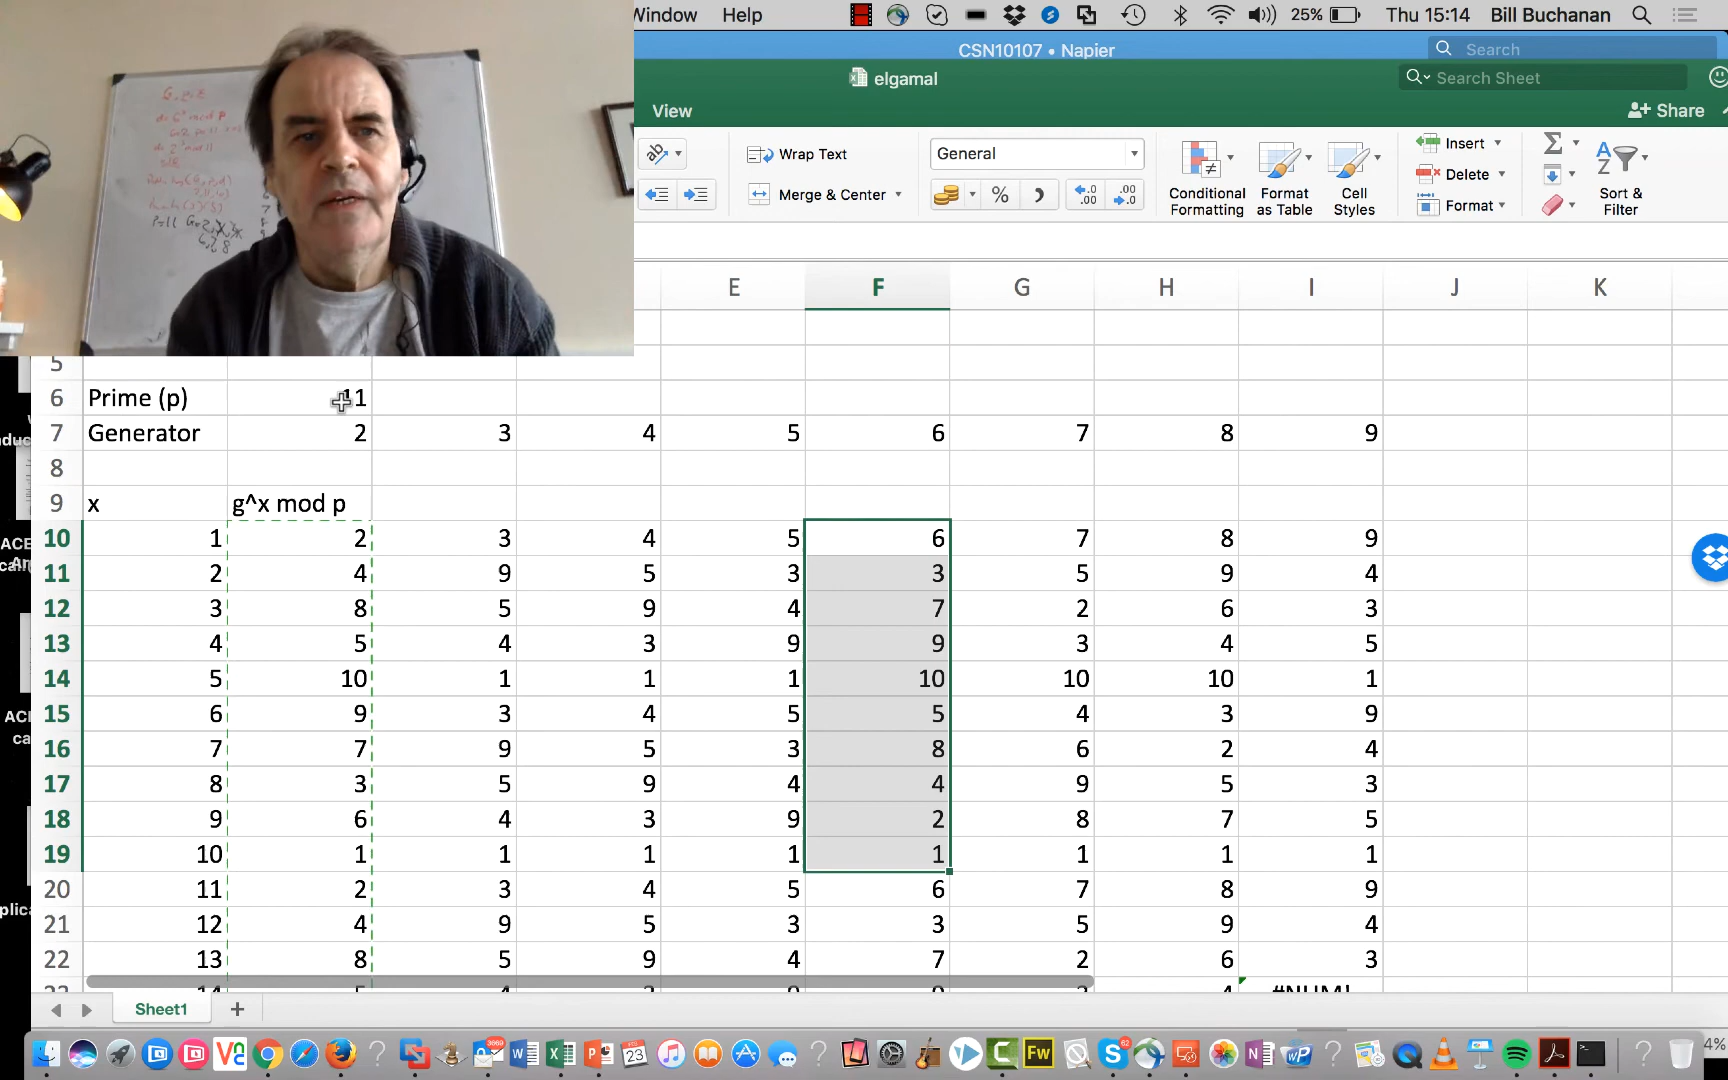 Window Help 25% Thu 15:14 Bill Buchanan
CSN10107 • Napier Search
elgamal Search Sheet
View Share
Wrap Text General Insert
Merge & Center % Conditional Formatting Format as Table Cell Styles Delete Format Sort & Filter
E F G H I J K
5
6 Prime (p) 11
7 Generator 2 3 4 5 6 7 8 9
8
9 x g^x mod p
10 1 2 3 4 5 6 7 8 9
11 2 4 9 5 3 3 5 9 4
12 3 8 5 9 4 7 2 6 3
13 4 5 4 3 9 9 3 4 5
14 5 10 1 1 1 10 10 10 1
15 6 9 3 4 5 5 4 3 9
16 7 7 9 5 3 8 6 2 4
17 8 3 5 9 4 4 9 5 3
18 9 6 4 3 9 2 8 7 5
19 10 1 1 1 1 1 1 1 1
20 11 2 3 4 5 6 7 8 9
21 12 4 9 5 3 3 5 9 4
22 13 8 5 9 4 7 2 6 3
#NUM!
Sheet1